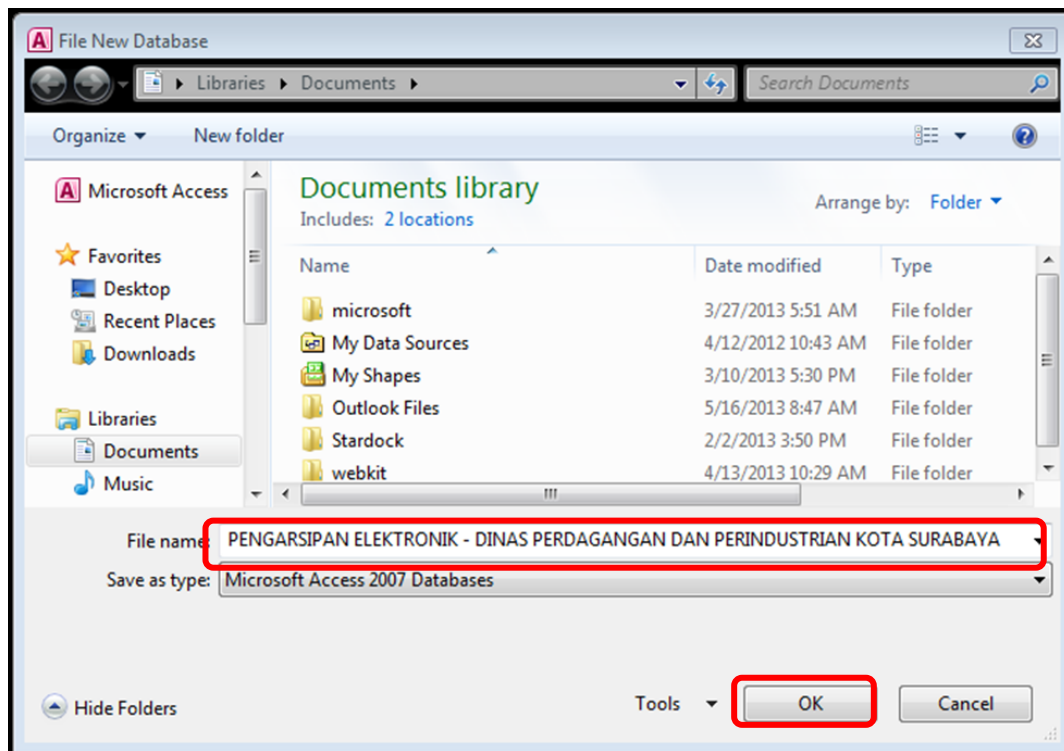 File New Database
Libraries Documents Search Documents
Organize New folder
Microsoft Access
Favorites
Desktop
Recent Places
Downloads
Libraries
Documents
Music
Documents library
Includes: 2 locations
Arrange by: Folder
Name Date modified Type
microsoft 3/27/2013 5:51 AM File folder
My Data Sources 4/12/2012 10:43 AM File folder
My Shapes 3/10/2013 5:30 PM File folder
Outlook Files 5/16/2013 8:47 AM File folder
Stardock 2/2/2013 3:50 PM File folder
webkit 4/13/2013 10:29 AM File folder
File name: PENGARSIPAN ELEKTRONIK - DINAS PERDAGANGAN DAN PERINDUSTRIAN KOTA SURABAYA
Save as type: Microsoft Access 2007 Databases
Hide Folders Tools OK Cancel